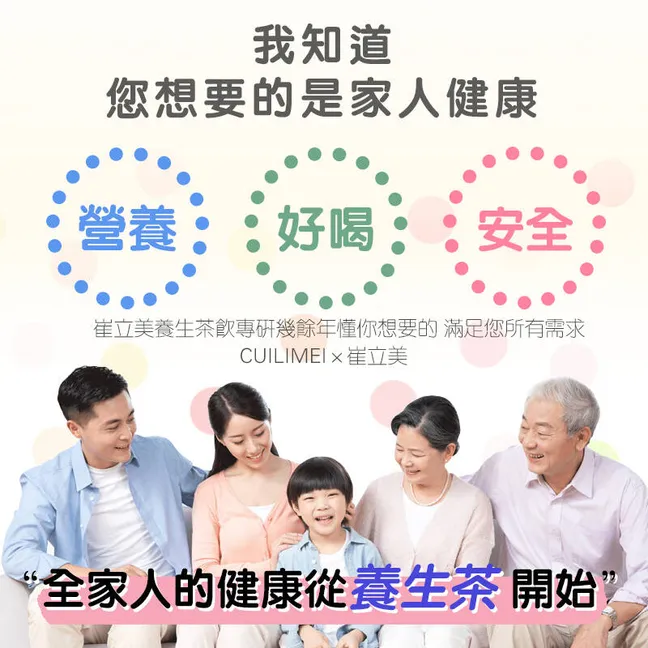 我知道
您想要的是家人健康
營養
好喝
安全
崔立美養生茶飲專研幾餘年懂你想要的 滿足您所有需求
CUILIMEI×崔立美
“全家人的健康從養生茶開始”